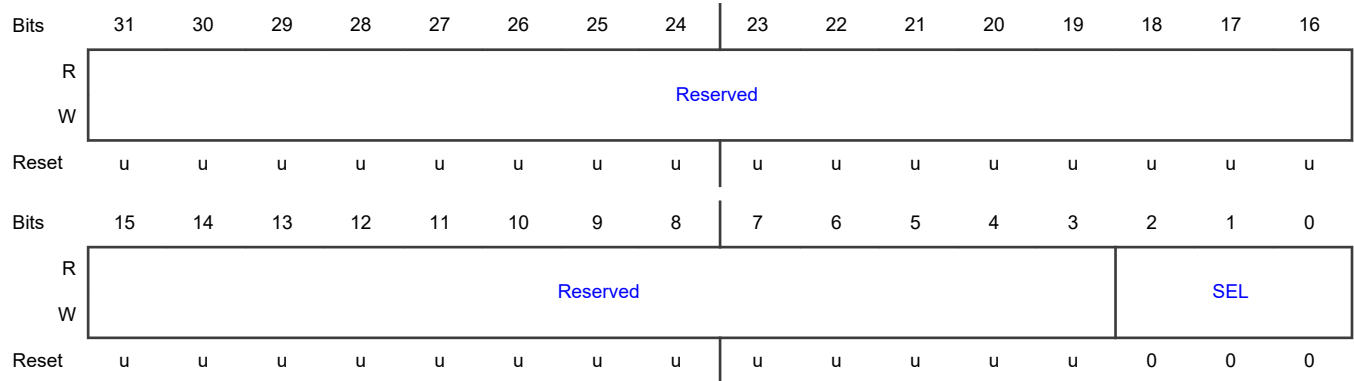 Bits 31 30 29 28 27 26 25 24 23 22 21 20 19 18 17 16
R
Reserved
W
Reset u u u u u u u u u u u u u u u u
Bits 15 14 13 12 11 10 9 8 7 6 5 4 3 2 1 0
R
Reserved SEL
W
Reset u u u u u u u u u u u u u 0 0 0